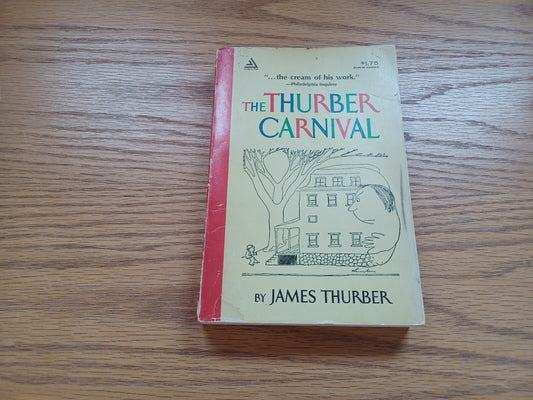 $1.75
"...the cream of his work."
—Philadelphia Inquirer
THE THURBER
CARNIVAL
BY JAMES THURBER